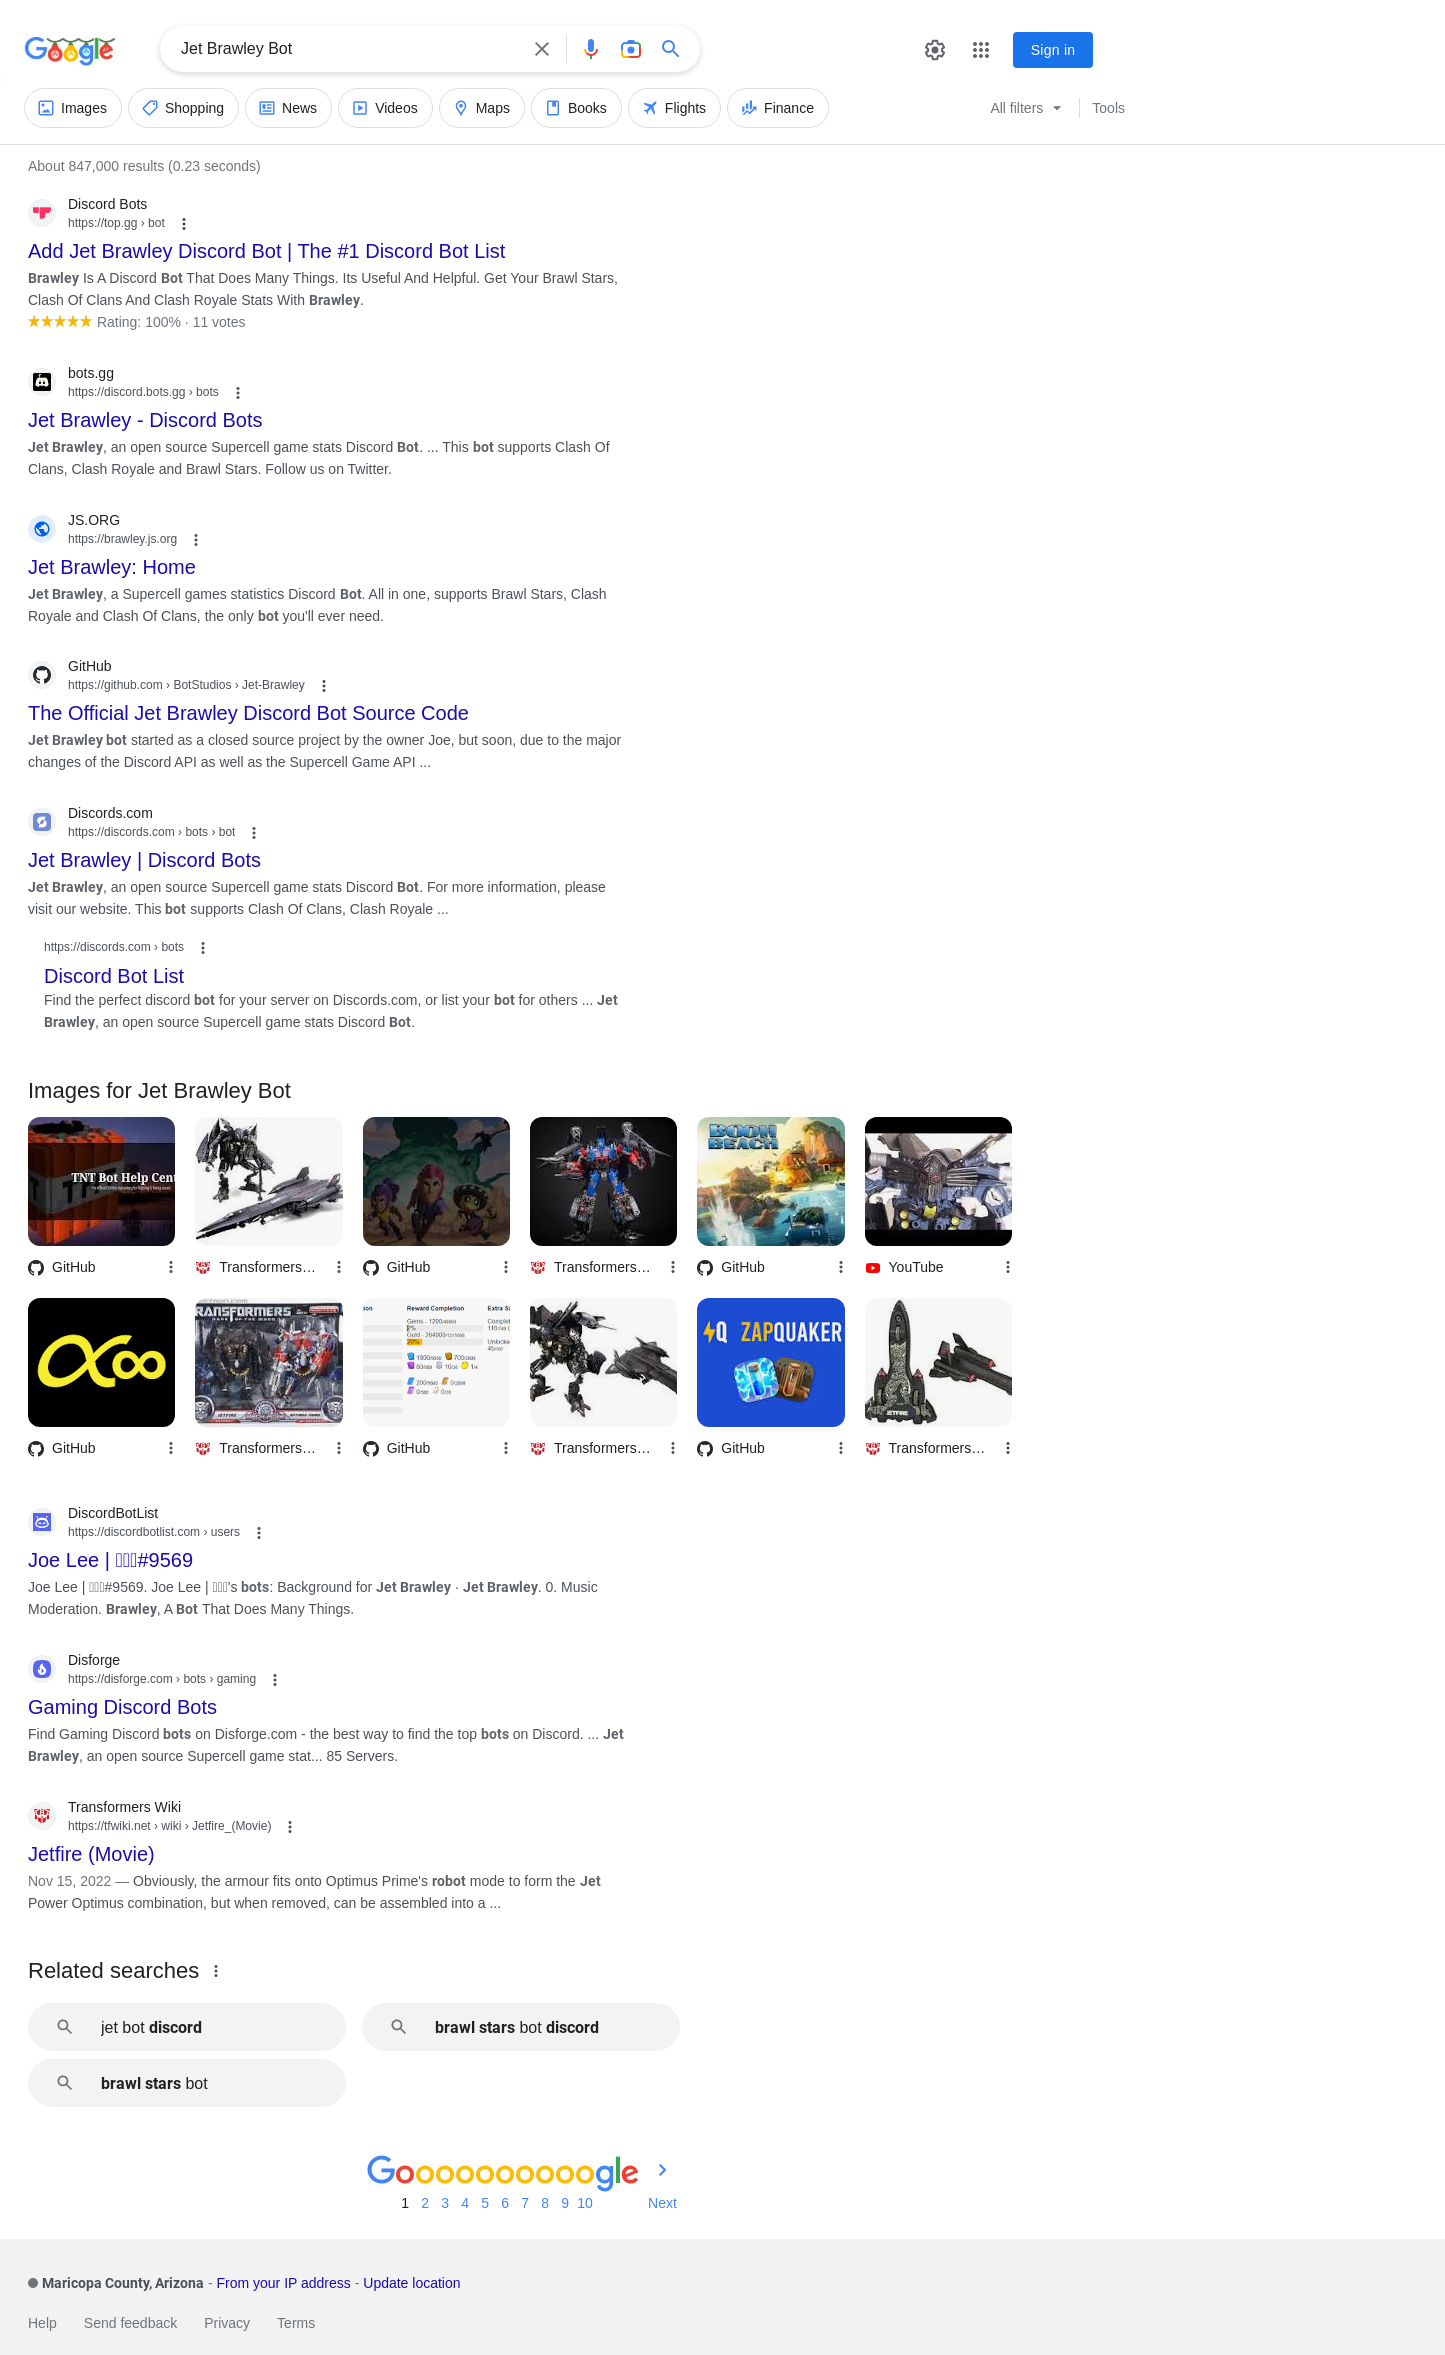 Google
Jet Brawley Bot
Sign in
Images
Shopping
News
Videos
Maps
Books
Flights
Finance
All filters
Tools
About 847,000 results (0.23 seconds)
Discord Bots
https://top.gg › bot
Add Jet Brawley Discord Bot | The #1 Discord Bot List
Brawley Is A Discord Bot That Does Many Things. Its Useful And Helpful. Get Your Brawl Stars,
Clash Of Clans And Clash Royale Stats With Brawley.
Rating: 100% · 11 votes
bots.gg
https://discord.bots.gg › bots
Jet Brawley - Discord Bots
Jet Brawley, an open source Supercell game stats Discord Bot. ... This bot supports Clash Of
Clans, Clash Royale and Brawl Stars. Follow us on Twitter.
JS.ORG
https://brawley.js.org
Jet Brawley: Home
Jet Brawley, a Supercell games statistics Discord Bot. All in one, supports Brawl Stars, Clash
Royale and Clash Of Clans, the only bot you'll ever need.
GitHub
https://github.com › BotStudios › Jet-Brawley
The Official Jet Brawley Discord Bot Source Code
Jet Brawley bot started as a closed source project by the owner Joe, but soon, due to the major
changes of the Discord API as well as the Supercell Game API ...
Discords.com
https://discords.com › bots › bot
Jet Brawley | Discord Bots
Jet Brawley, an open source Supercell game stats Discord Bot. For more information, please
visit our website. This bot supports Clash Of Clans, Clash Royale ...
https://discords.com › bots
Discord Bot List
Find the perfect discord bot for your server on Discords.com, or list your bot for others ... Jet
Brawley, an open source Supercell game stats Discord Bot.
Images for Jet Brawley Bot
TNT Bot Help Cent
BOOM
BEACH
GitHub
Transformers…
GitHub
Transformers…
GitHub
YouTube
TRANSFORMERS
DARK OF THE MOON
JETFIRE
Reward Completion
Gems - 1200
Gold - 264900
20%
ZAPQUAKER
JETFIRE
GitHub
Transformers…
GitHub
Transformers…
GitHub
Transformers…
DiscordBotList
https://discordbotlist.com › users
Joe Lee | #9569
Joe Lee | #9569. Joe Lee | 's bots: Background for Jet Brawley · Jet Brawley. 0. Music
Moderation. Brawley, A Bot That Does Many Things.
Disforge
https://disforge.com › bots › gaming
Gaming Discord Bots
Find Gaming Discord bots on Disforge.com - the best way to find the top bots on Discord. ... Jet
Brawley, an open source Supercell game stat... 85 Servers.
Transformers Wiki
https://tfwiki.net › wiki › Jetfire_(Movie)
Jetfire (Movie)
Nov 15, 2022 — Obviously, the armour fits onto Optimus Prime's robot mode to form the Jet
Power Optimus combination, but when removed, can be assembled into a ...
Related searches
jet bot discord
brawl stars bot discord
brawl stars bot
Goooooooooogle
1 2 3 4 5 6 7 8 9 10 Next
Maricopa County, Arizona - From your IP address - Update location
Help Send feedback Privacy Terms